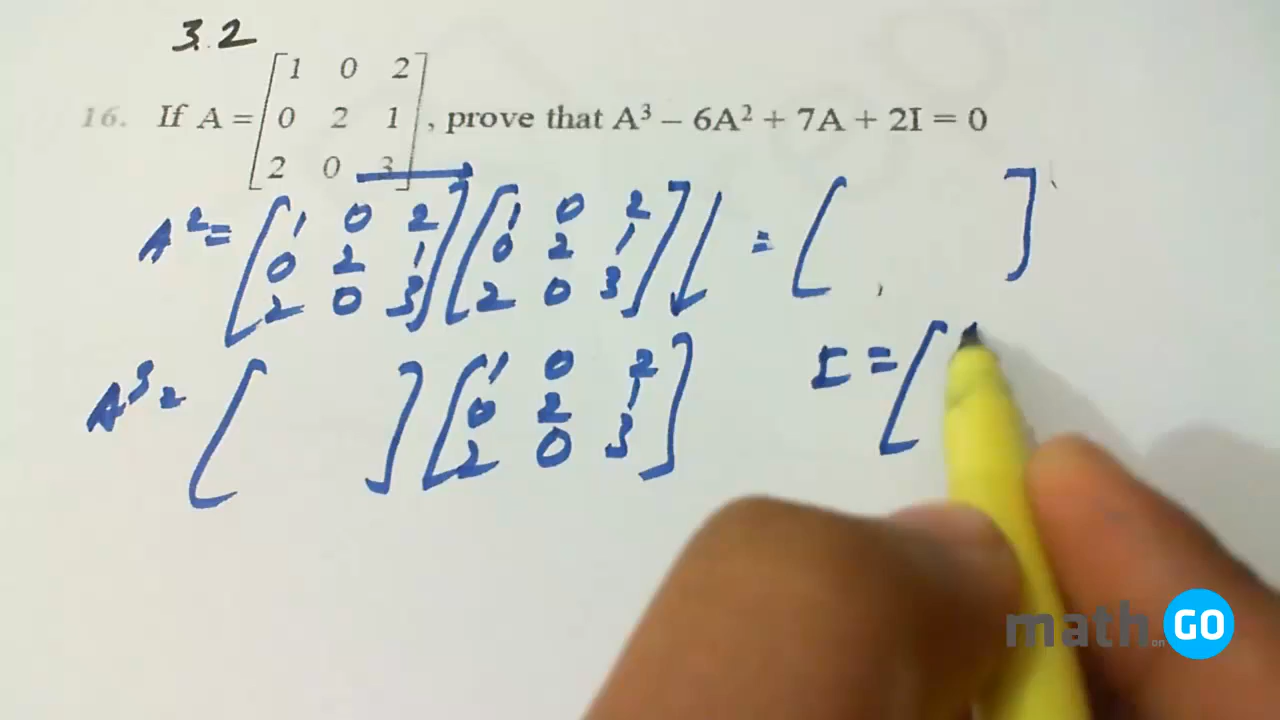 3.2
16. If A = [1 0 2
0 2 1
2 0 3], prove that A³ – 6A² + 7A + 2I = 0
A² = [1 0 2
0 2 1
2 0 3] [1 0 2
0 2 1
2 0 3] = [ ]
A³ = [ ] [1 0 2
0 2 1
2 0 3] I = [
math on GO